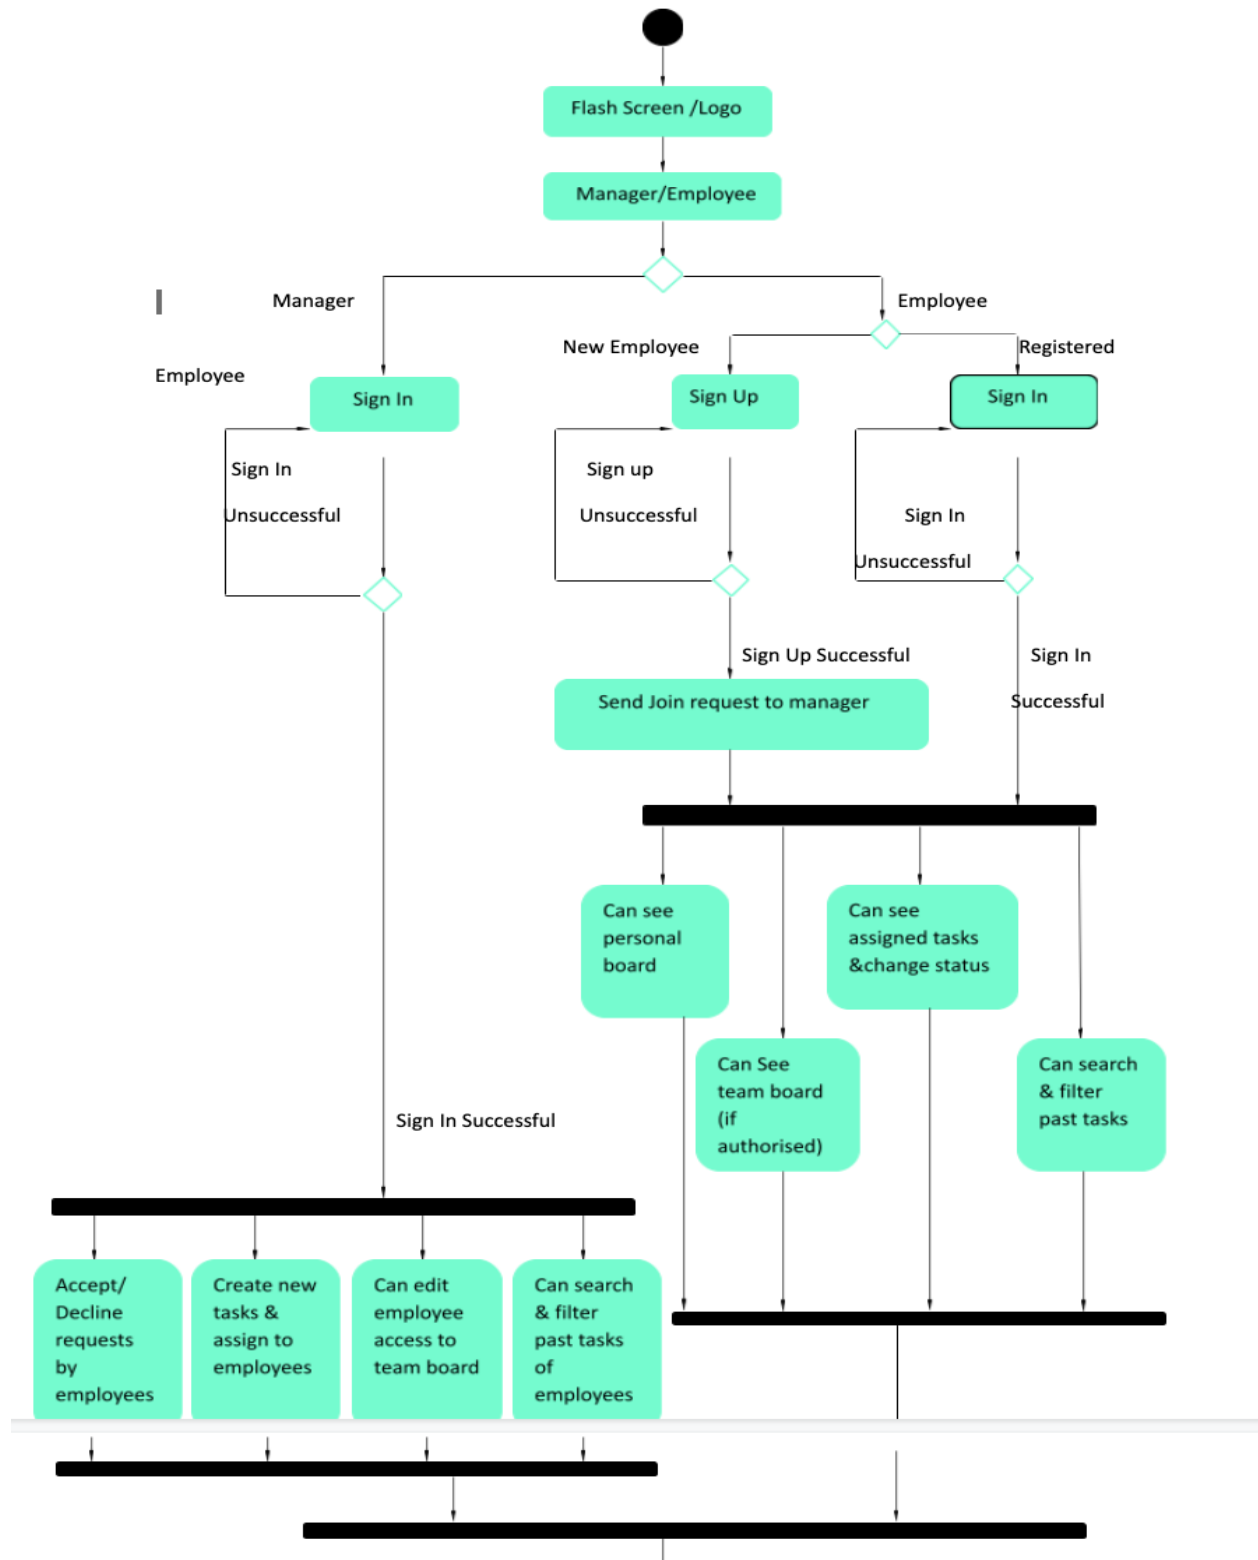 Flash Screen /Logo
Manager/Employee
Manager
Employee
New Employee
Registered
Employee
Sign In
Sign Up
Sign In
Sign In
Unsuccessful
Sign up
Unsuccessful
Sign In
Unsuccessful
Sign Up Successful
Sign In
Successful
Send Join request to manager
Can see
personal
board
Can see
assigned tasks
&change status
Can See
team board
(if
authorised)
Can search
& filter
past tasks
Sign In Successful
Accept/
Decline
requests
by
employees
Create new
tasks &
assign to
employees
Can edit
employee
access to
team board
Can search
& filter
past tasks
of
employees